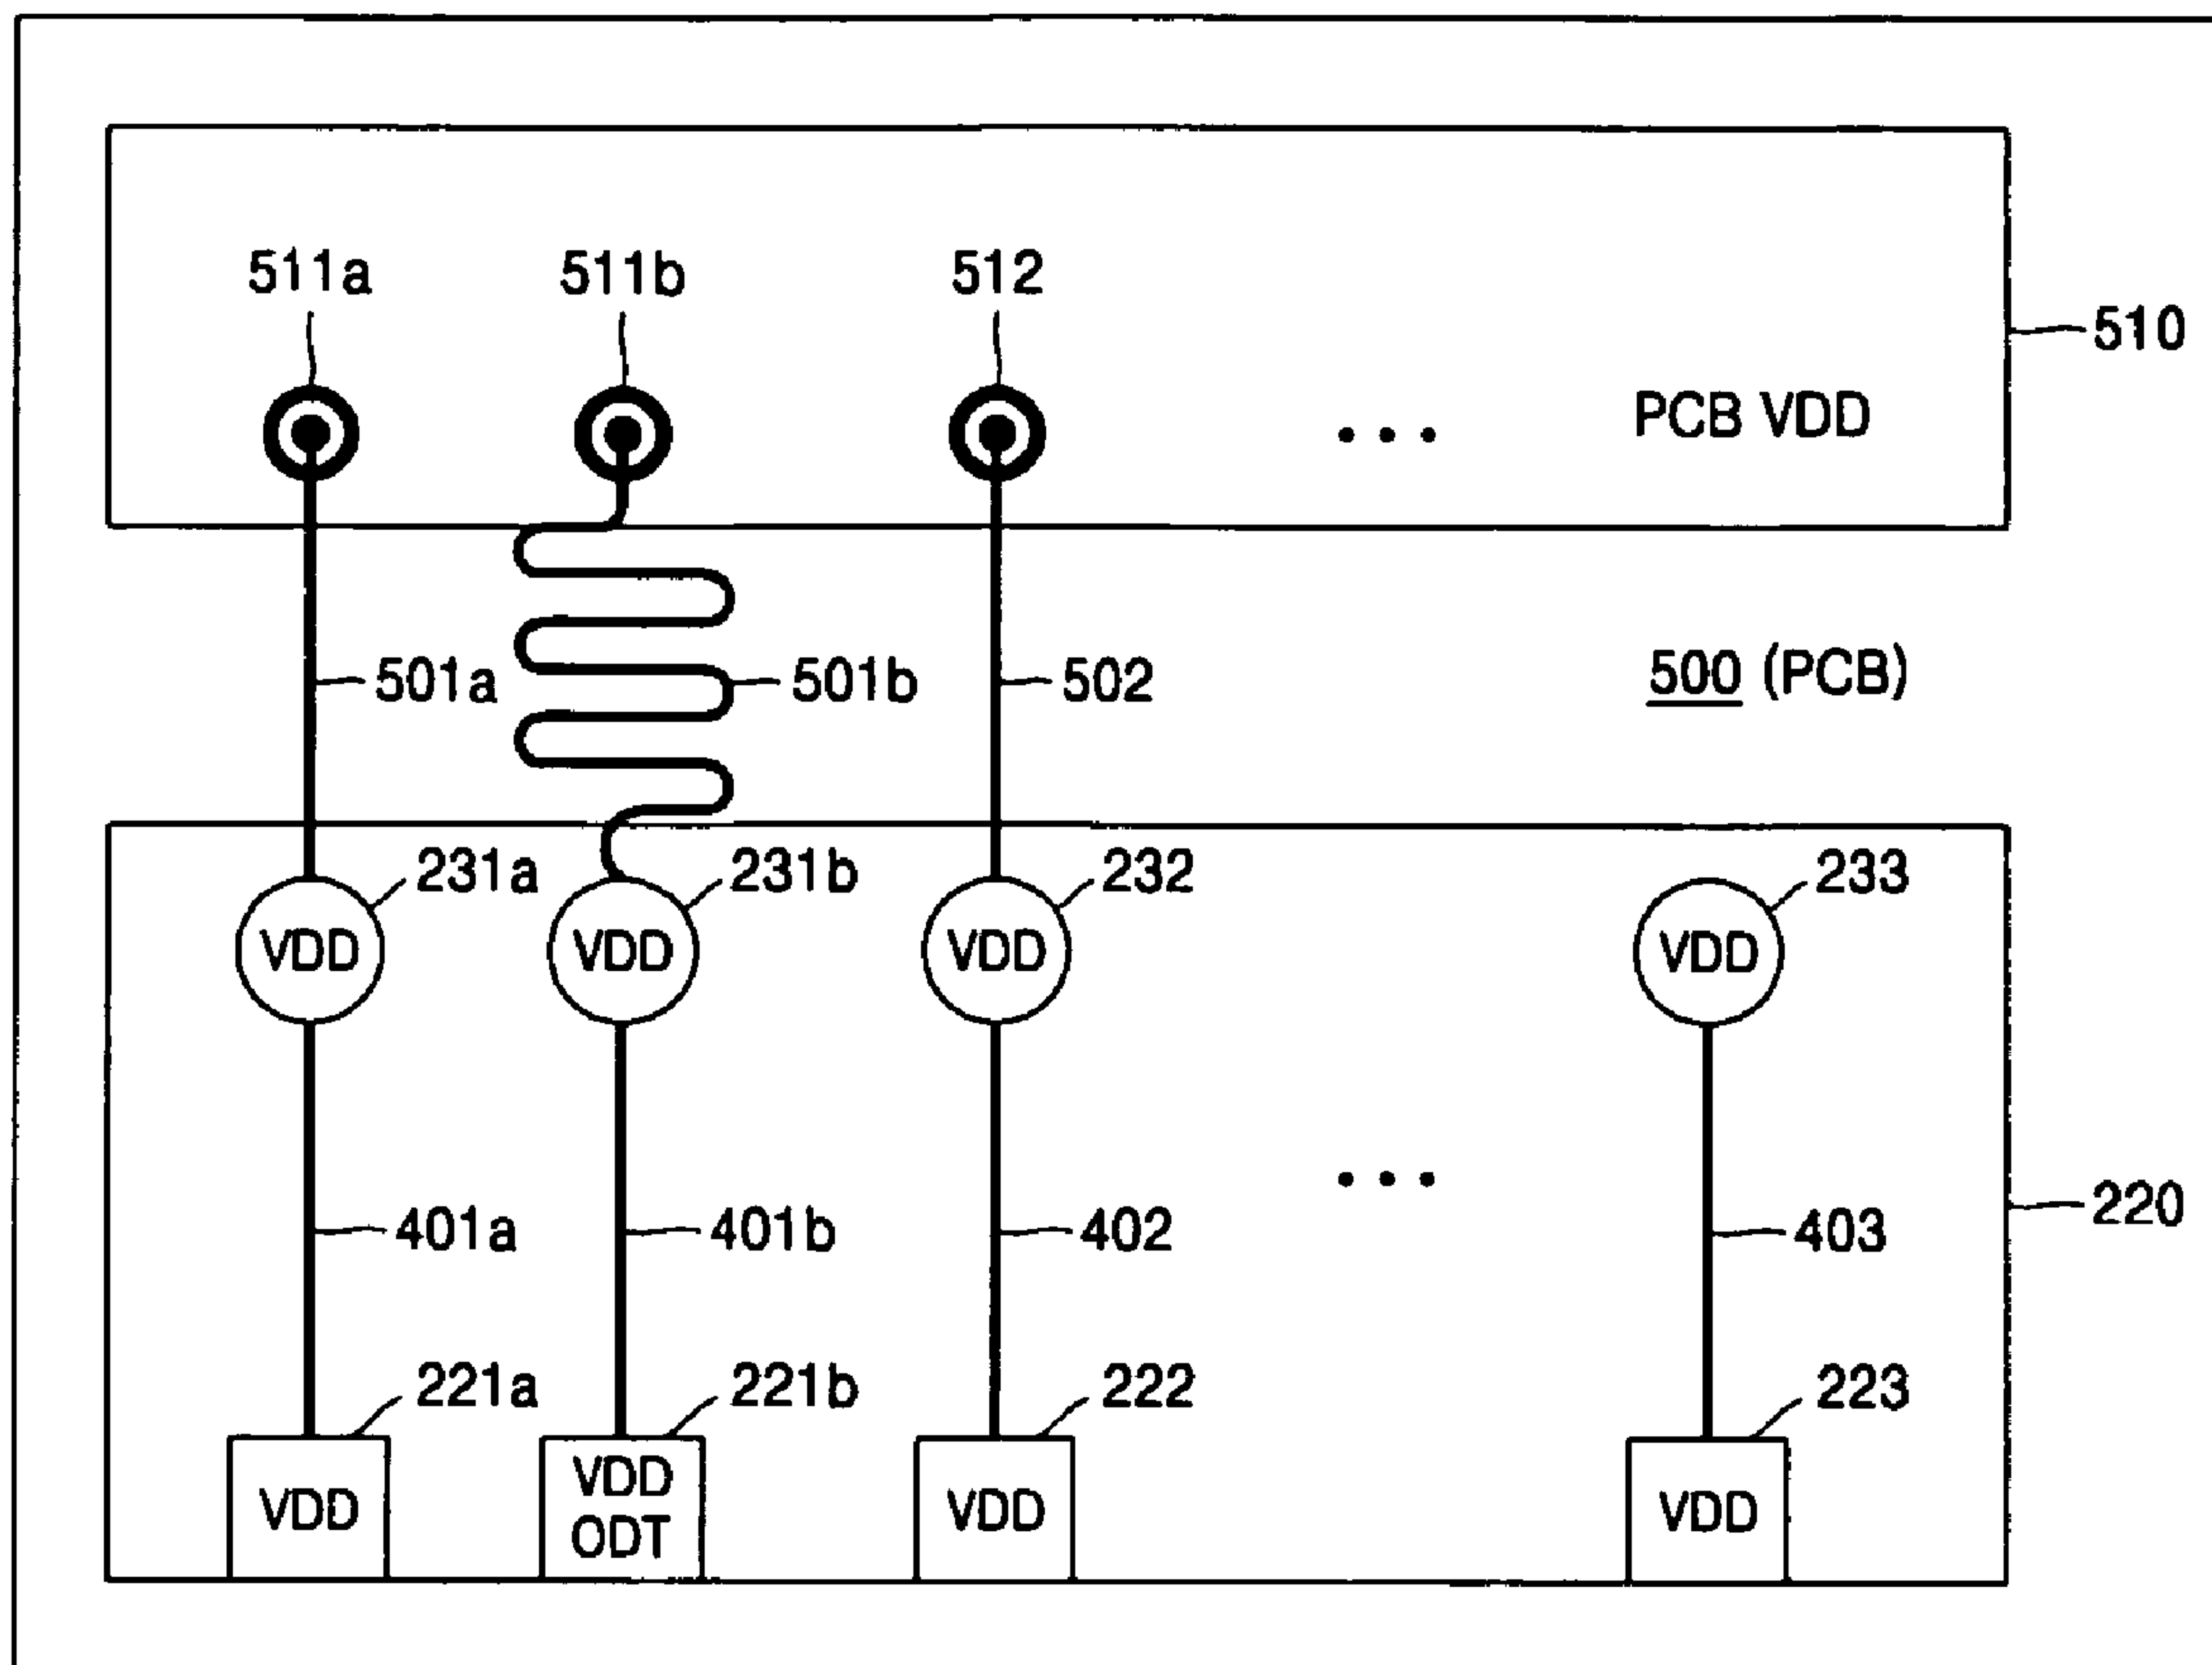 511a 511b 512
510
PCB VDD
501a 501b 502
500 (PCB)
231a 231b 232 233
VDD VDD VDD VDD
220
401a 401b 402 403
221a 221b 222 223
VDD VDD ODT VDD VDD